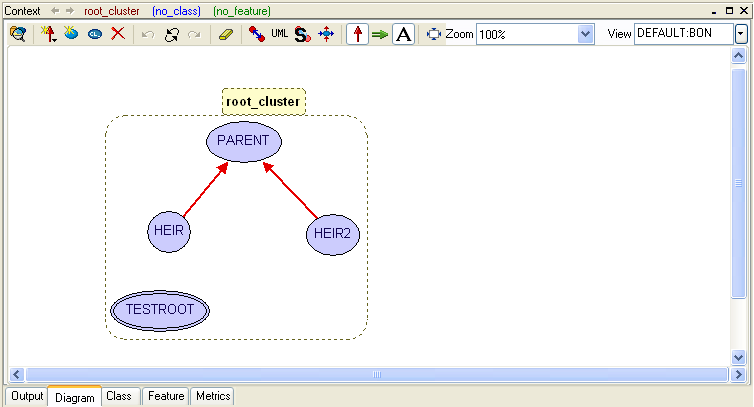 Context root_cluster (no_class) (no_feature)
CL UML S A Zoom 100% View DEFAULT:BON
root_cluster
PARENT
HEIR
HEIR2
TESTROOT
Output Diagram Class Feature Metrics